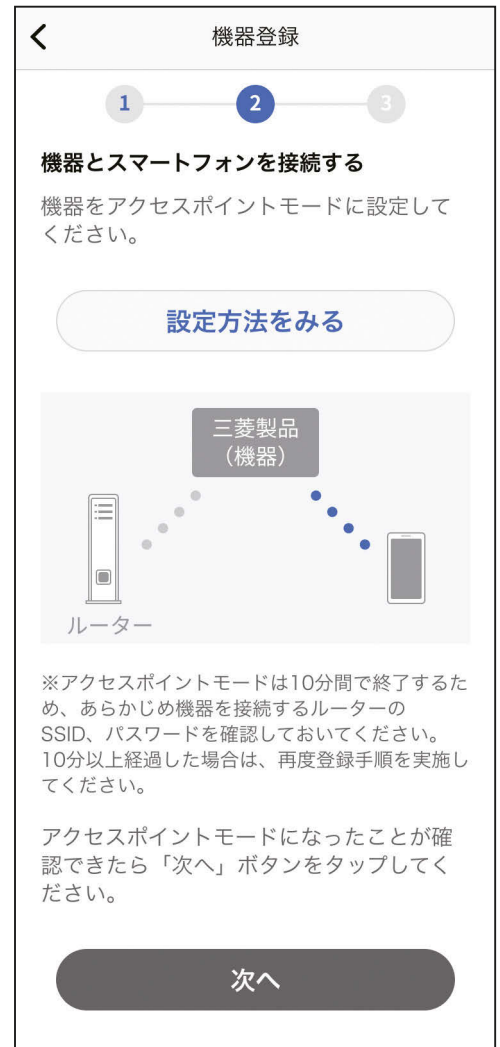 機器登録
1 2 3
機器とスマートフォンを接続する
機器をアクセスポイントモードに設定して
ください。
設定方法をみる
三菱製品
（機器）
ルーター
※アクセスポイントモードは10分間で終了するた
め、あらかじめ機器を接続するルーターの
SSID、パスワードを確認しておいてください。
10分以上経過した場合は、再度登録手順を実施し
てください。
アクセスポイントモードになったことが確
認できたら「次へ」ボタンをタップしてく
ださい。
次へ